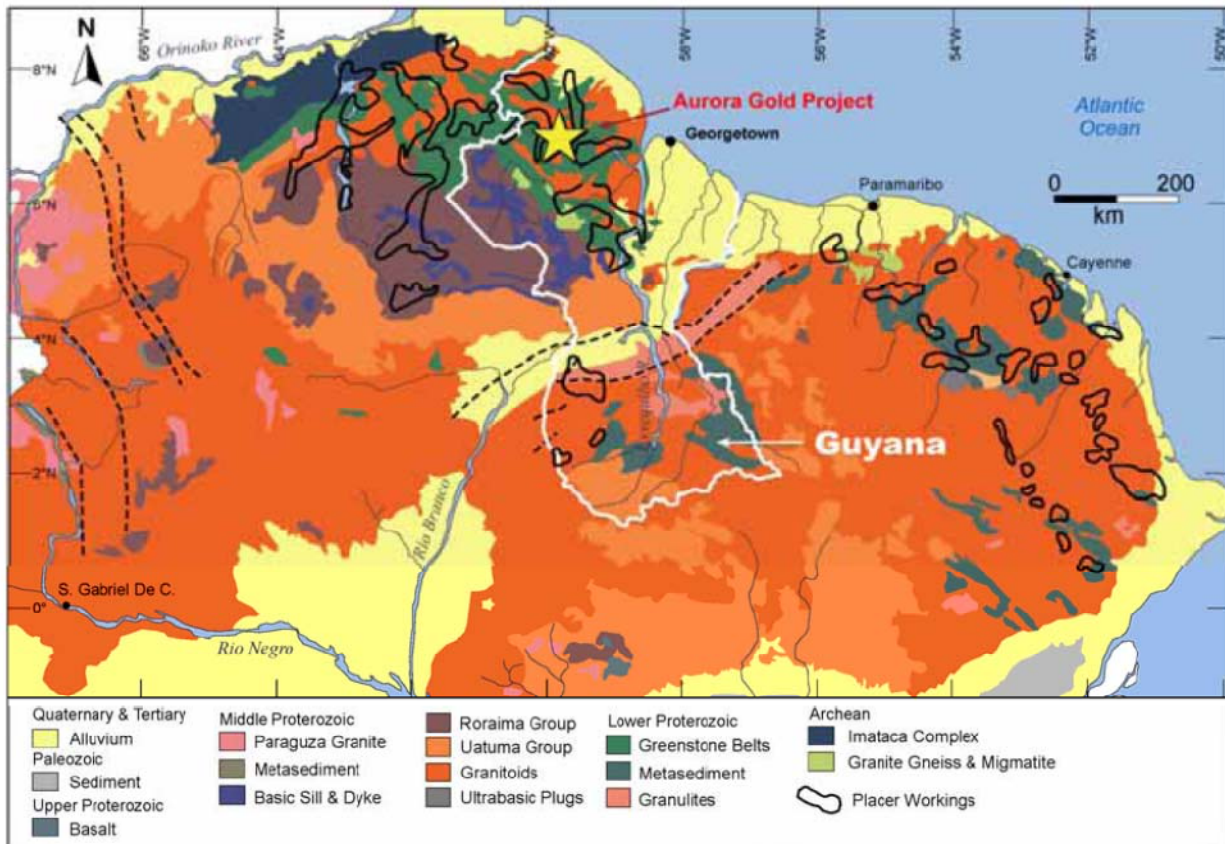 N
66°W
64°W
58°W
56°W
54°W
52°W
50°W
Orinoko River
8°N
Aurora Gold Project
Georgetown
Atlantic
Ocean
Paramaribo
0 200
km
6°N
Cayenne
4°N
Guyana
2°N
Rio Branco
S. Gabriel De C.
0°
Rio Negro
Quaternary & Tertiary
Alluvium
Paleozoic
Sediment
Upper Proterozoic
Basalt
Middle Proterozoic
Paraguza Granite
Metasediment
Basic Sill & Dyke
Roraima Group
Uatuma Group
Granitoids
Ultrabasic Plugs
Lower Proterozoic
Greenstone Belts
Metasediment
Granulites
Archean
Imataca Complex
Granite Gneiss & Migmatite
Placer Workings